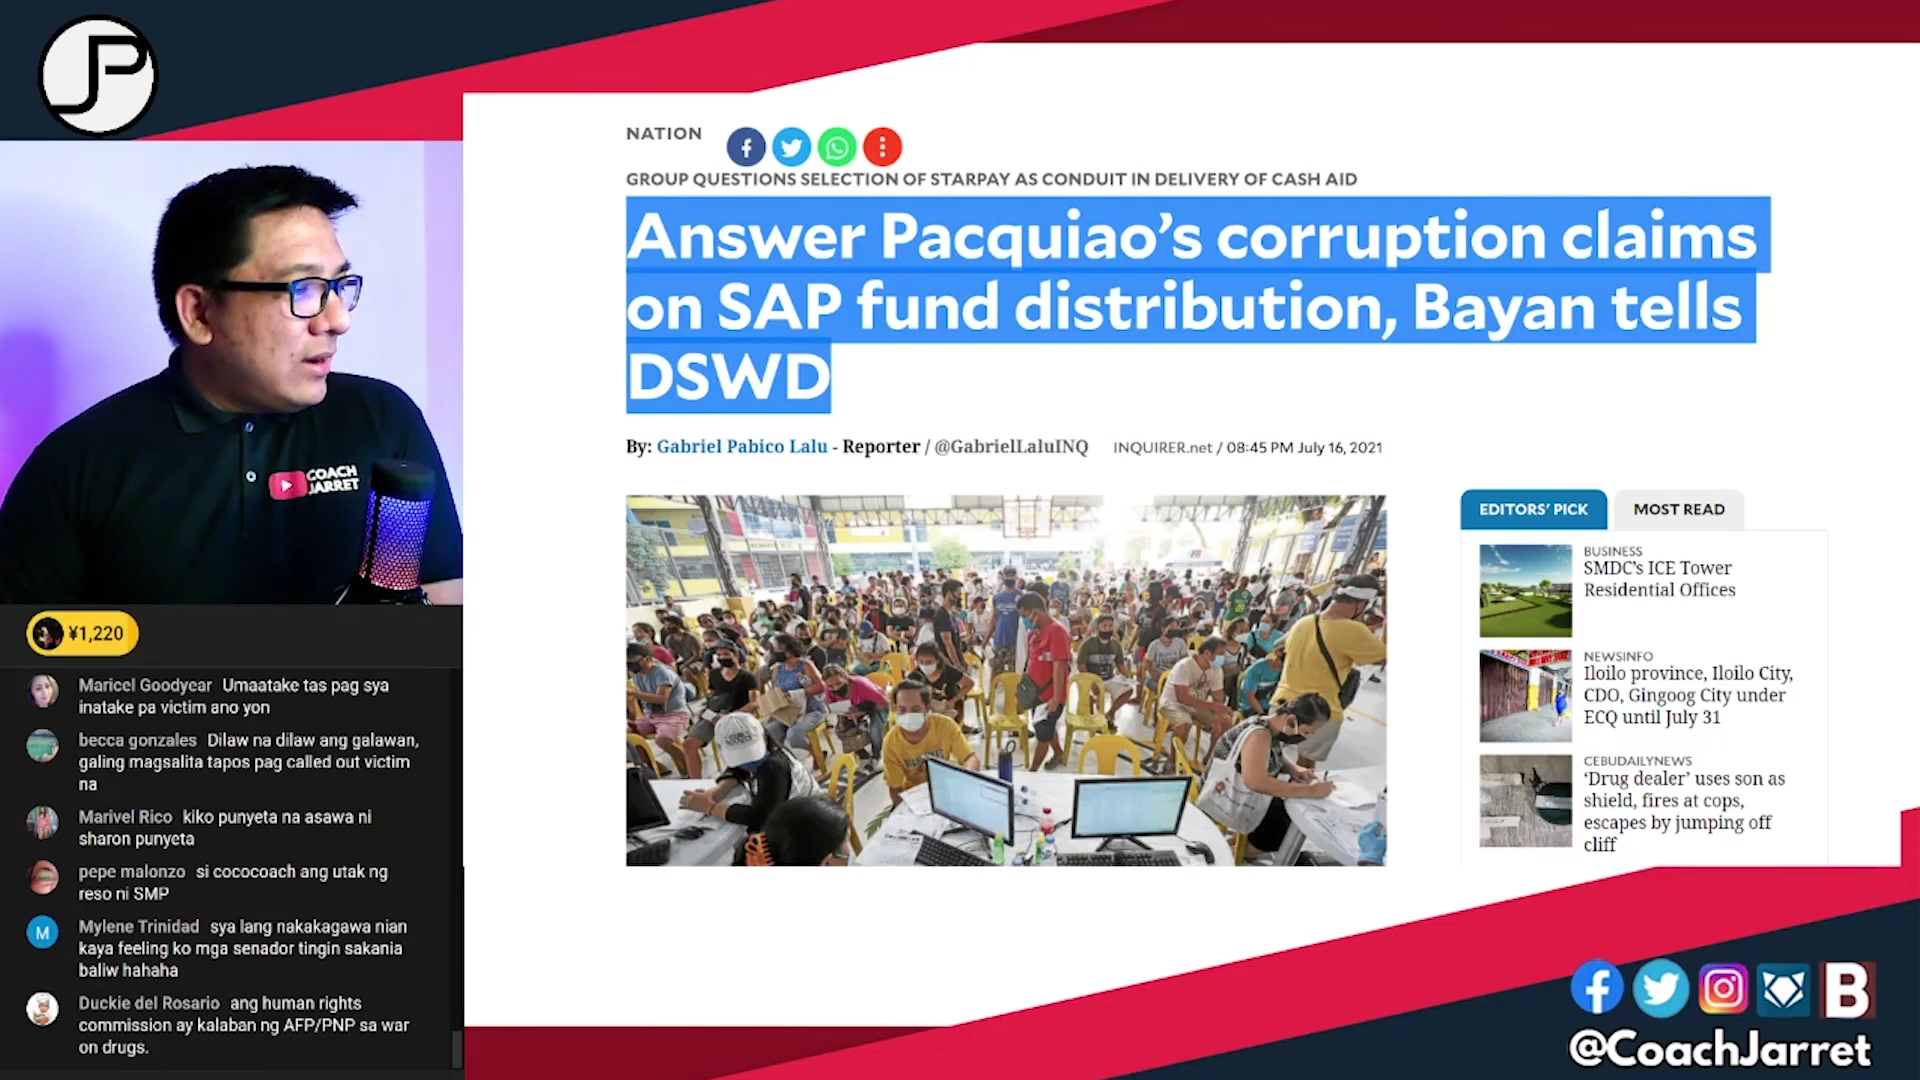 JP
COACH
JARRET
¥1,220
Maricel Goodyear Umaatake tas pag sya
inatake pa victim ano yon
becca gonzales Dilaw na dilaw ang galawan,
galing magsalita tapos pag called out victim
na
Marivel Rico kiko punyeta na asawa ni
sharon punyeta
pepe malonzo si cococoach ang utak ng
reso ni SMP
M
Mylene Trinidad sya lang nakakagawa nian
kaya feeling ko mga senador tingin sakania
baliw hahaha
Duckie del Rosario ang human rights
commission ay kalaban ng AFP/PNP sa war
on drugs.
NATION
GROUP QUESTIONS SELECTION OF STARPAY AS CONDUIT IN DELIVERY OF CASH AID
Answer Pacquiao’s corruption claims
on SAP fund distribution, Bayan tells
DSWD
By: Gabriel Pabico Lalu - Reporter / @GabrielLaluINQ INQUIRER.net / 08:45 PM July 16, 2021
EDITORS’ PICK MOST READ
BUSINESS
SMDC’s ICE Tower
Residential Offices
NEWSINFO
Iloilo province, Iloilo City,
CDO, Gingoog City under
ECQ until July 31
CEBUDAILYNEWS
‘Drug dealer’ uses son as
shield, fires at cops,
escapes by jumping off
cliff
B
@CoachJarret